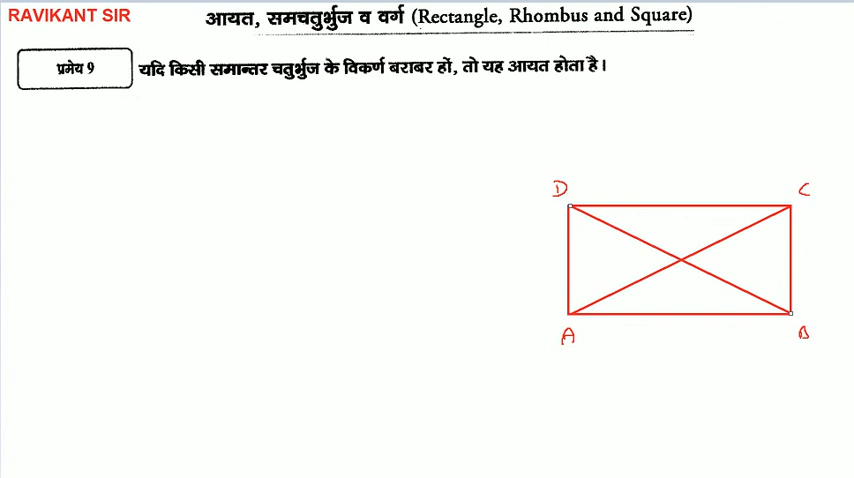 RAVIKANT SIR
आयत, समचतुर्भुज व वर्ग (Rectangle, Rhombus and Square)
प्रमेय 9 यदि किसी समान्तर चतुर्भुज के विकर्ण बराबर हों, तो यह आयत होता है।
D C
A B